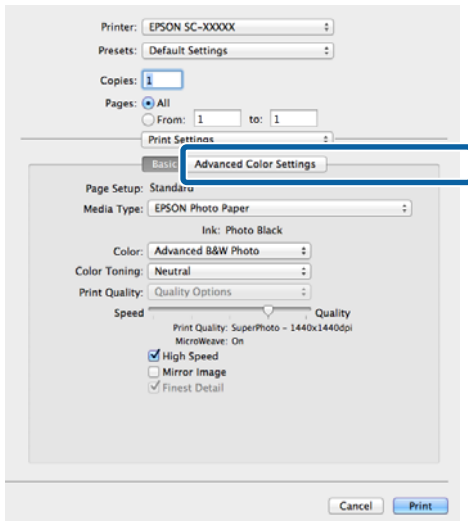 Printer: EPSON SC-XXXXX
Presets: Default Settings
Copies: 1
Pages: All
From: 1 to: 1
Print Settings
Basic Advanced Color Settings
Page Setup: Standard
Media Type: EPSON Photo Paper
Ink: Photo Black
Color: Advanced B&W Photo
Color Toning: Neutral
Print Quality: Quality Options
Speed Quality
Print Quality: SuperPhoto - 1440x1440dpi
MicroWeave: On
High Speed
Mirror Image
Finest Detail
Cancel Print